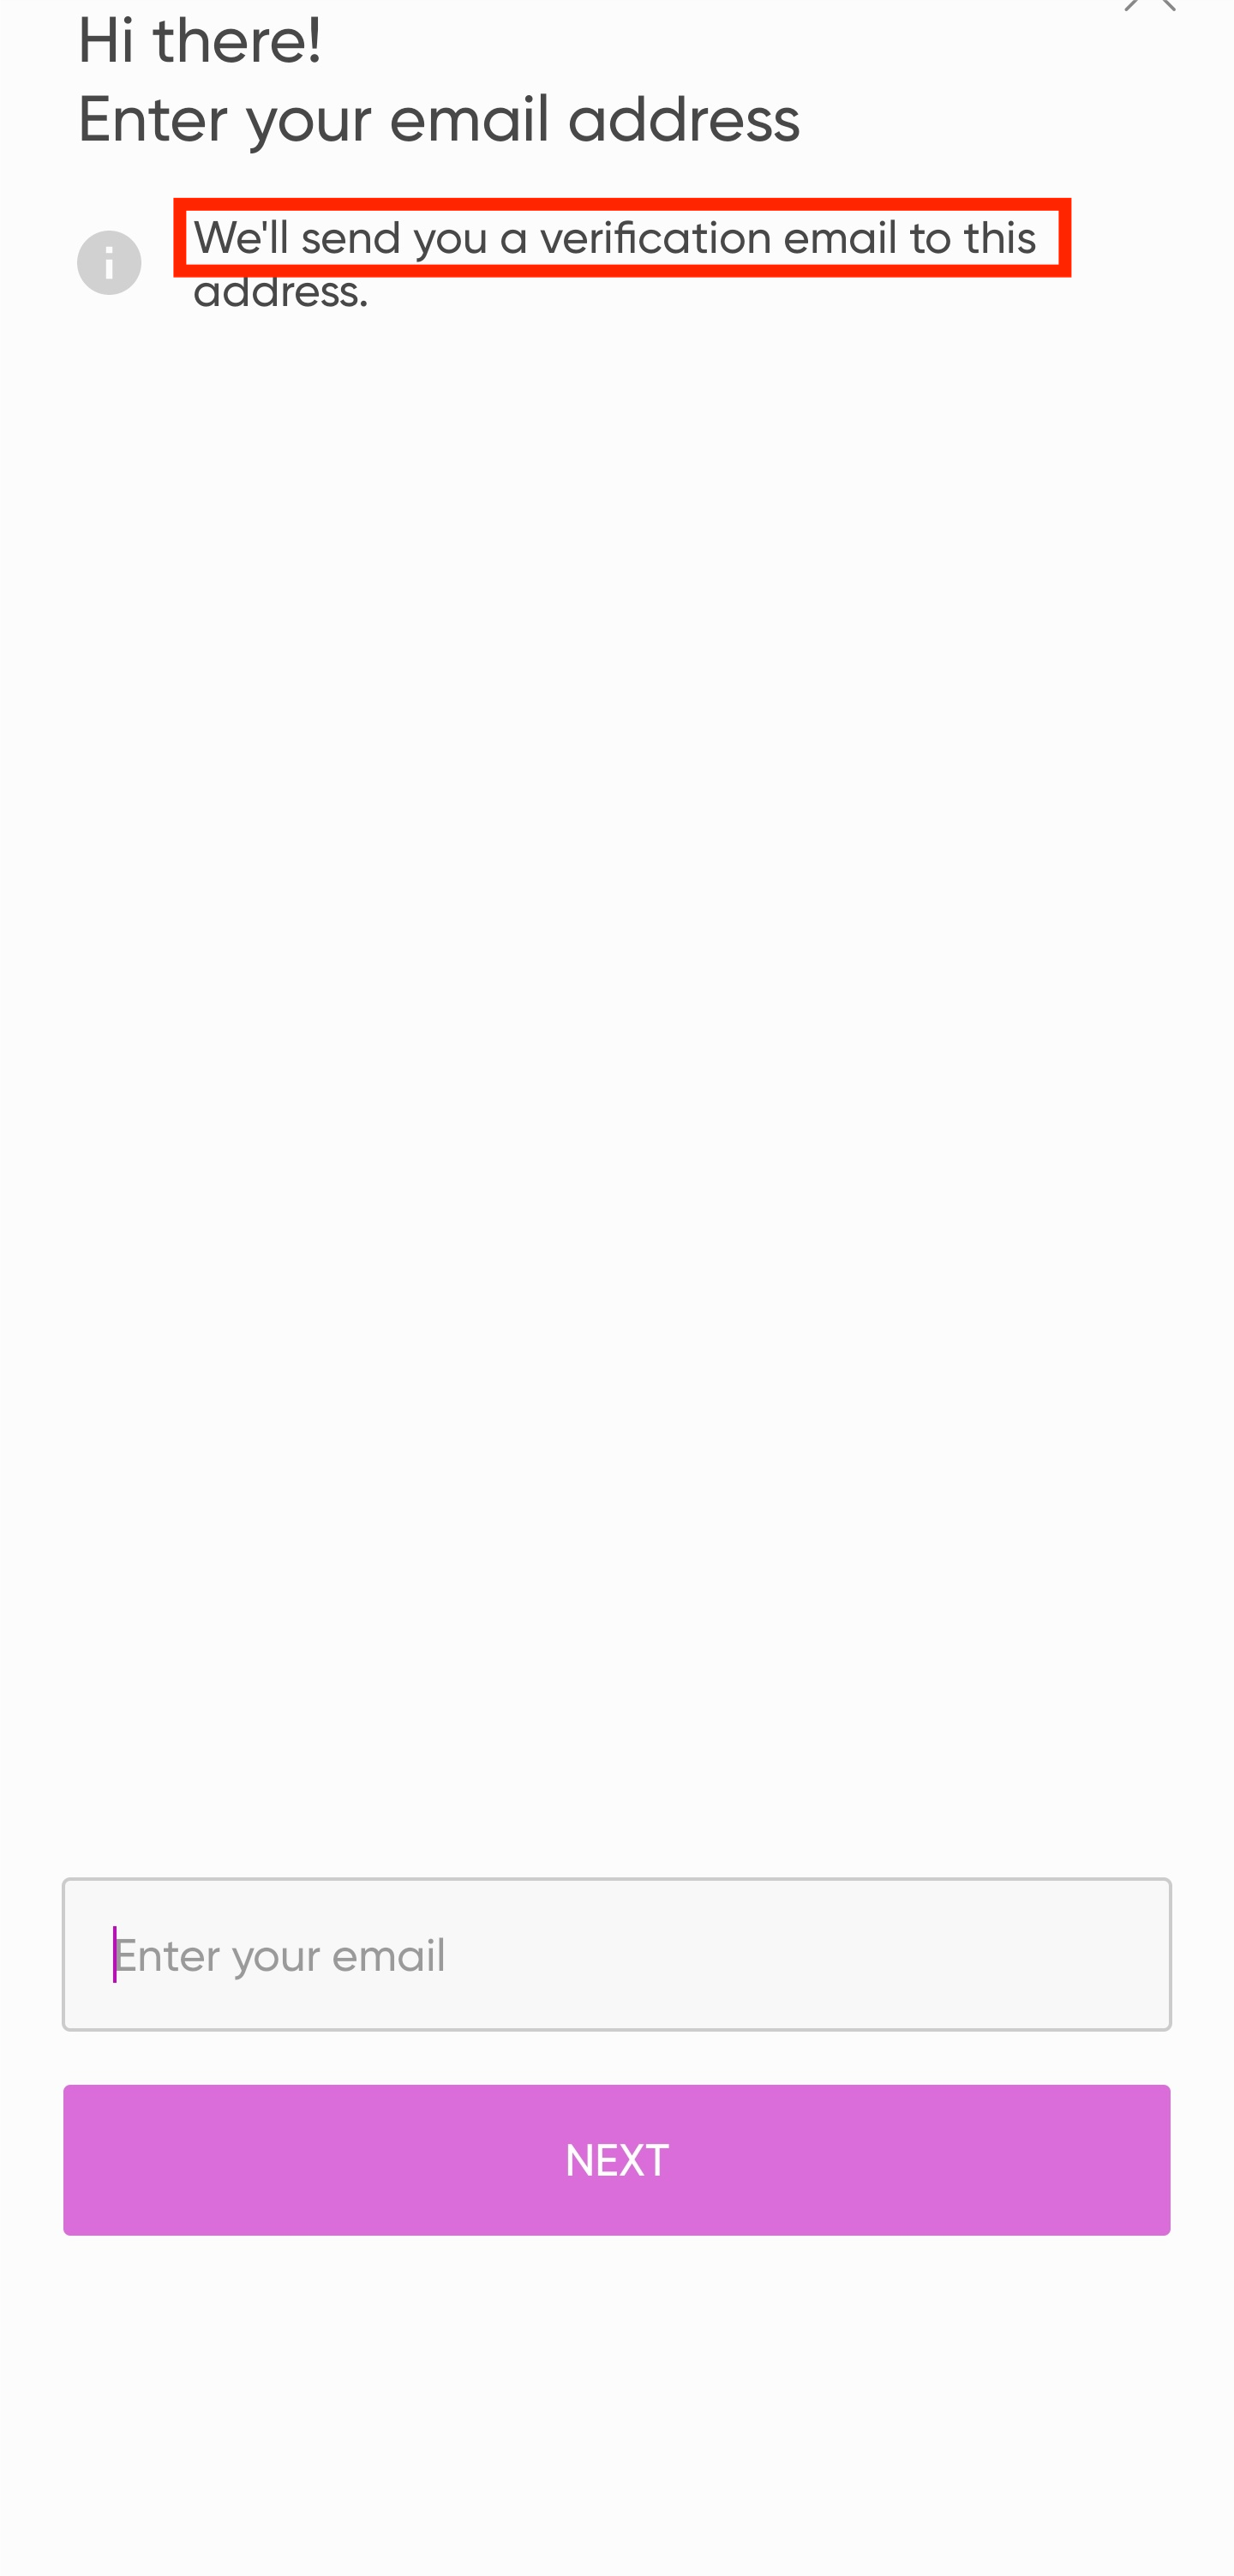 Hi there!
Enter your email address
We'll send you a verification email to this
address.
Enter your email
NEXT